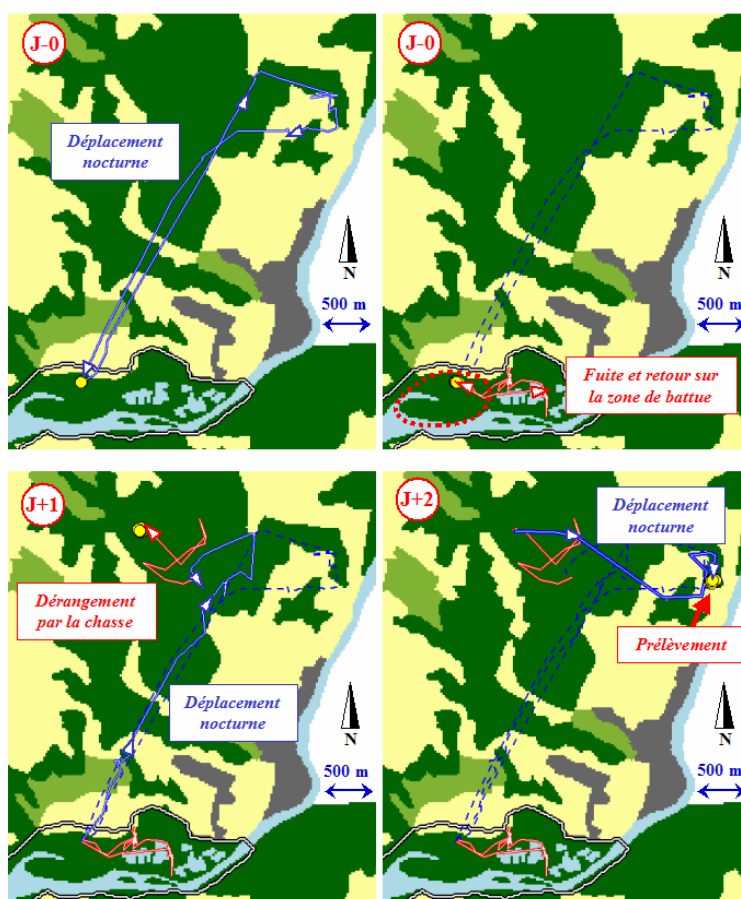 J-0
Déplacement
nocturne
N
500 m
J-0
N
500 m
Fuite et retour sur
la zone de battue
J+1
Dérangement
par la chasse
Déplacement
nocturne
N
500 m
J+2
Déplacement
nocturne
Prélèvement
N
500 m